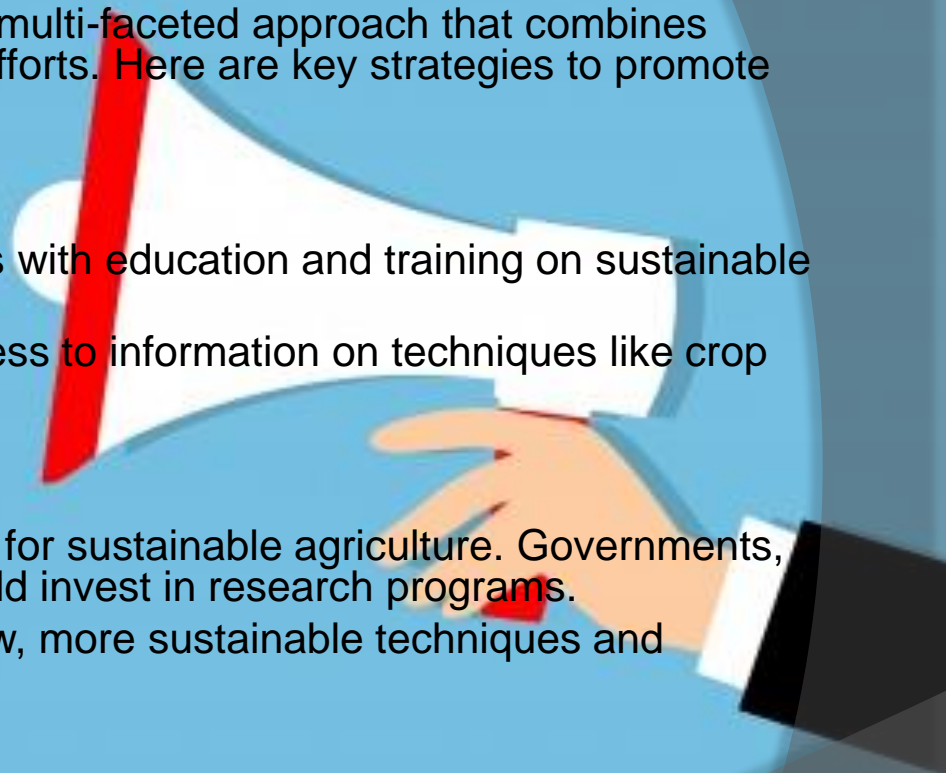 multi-faceted approach that combines
fforts. Here are key strategies to promote
s with education and training on sustainable
ess to information on techniques like crop
for sustainable agriculture. Governments,
ld invest in research programs.
w, more sustainable techniques and